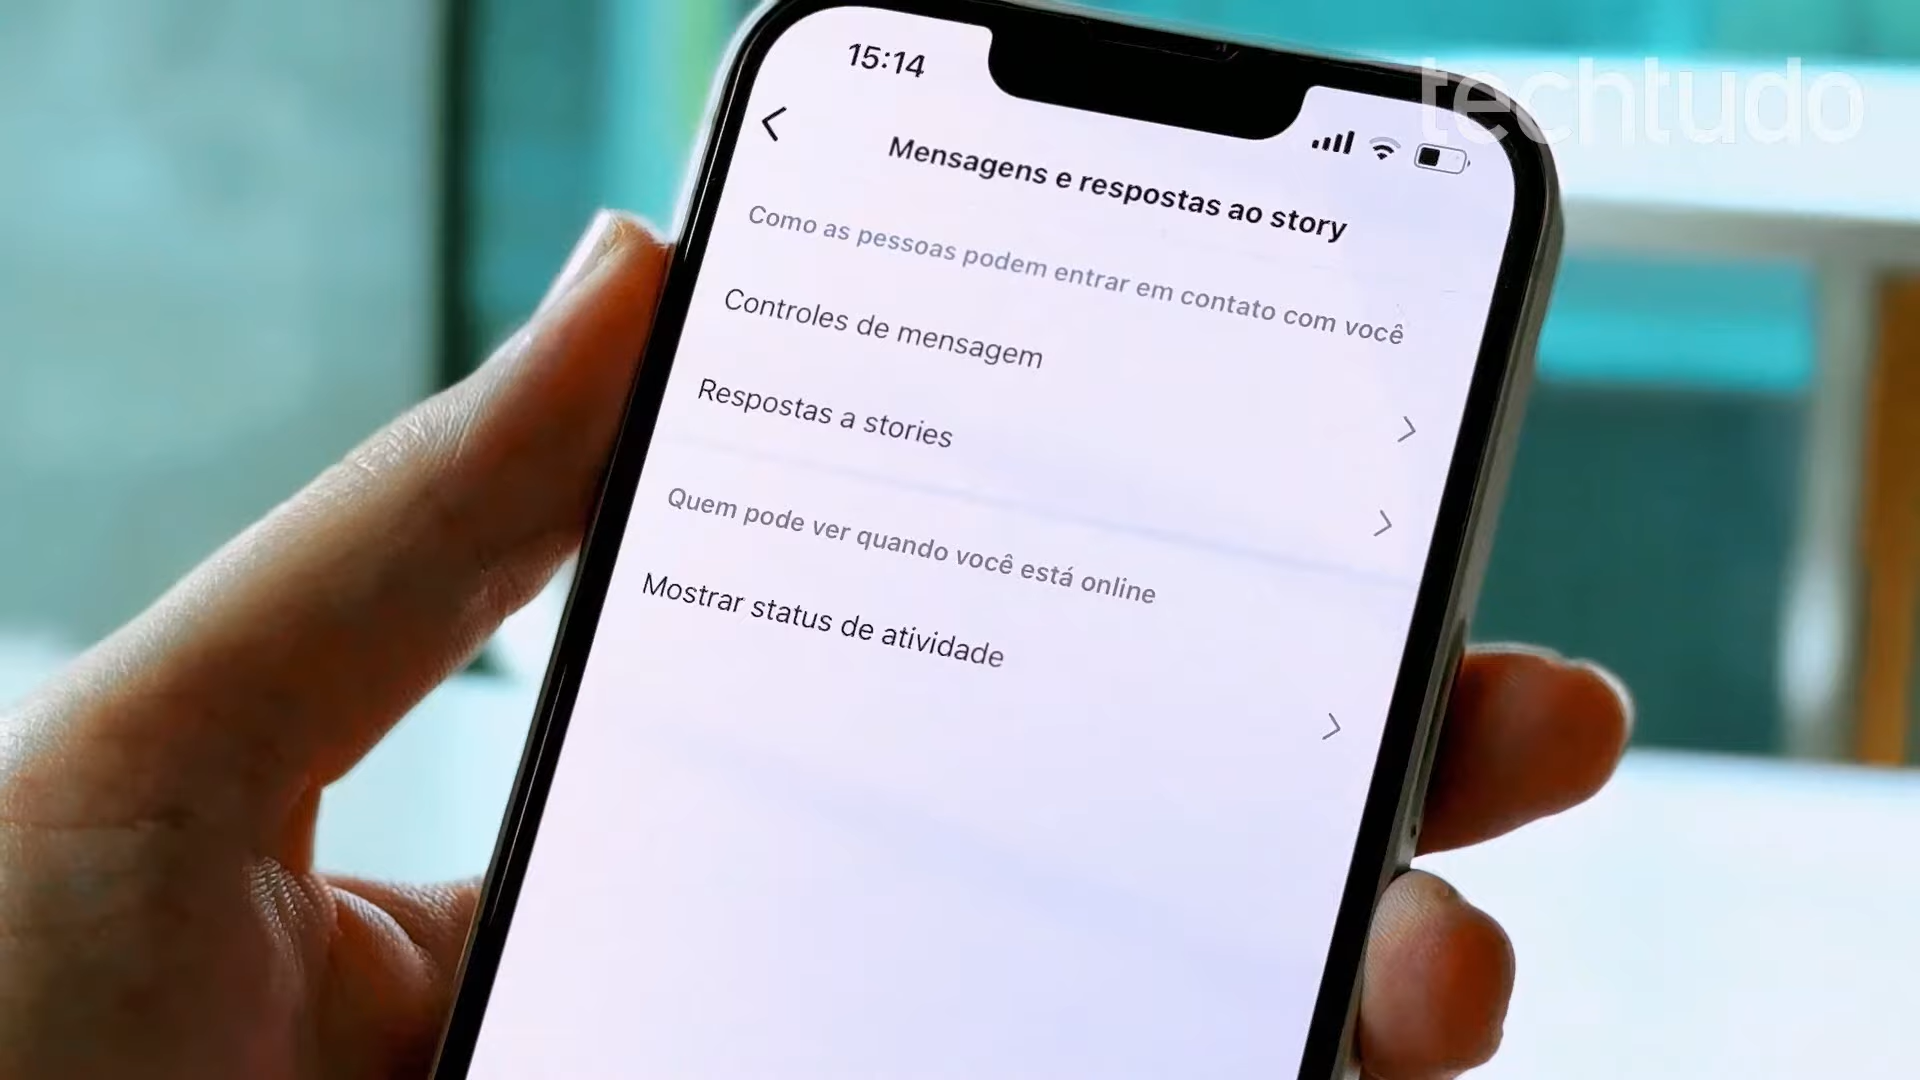 techtudo
15:14
Mensagens e respostas ao story
Como as pessoas podem entrar em contato com você
Controles de mensagem
Respostas a stories
Quem pode ver quando você está online
Mostrar status de atividade